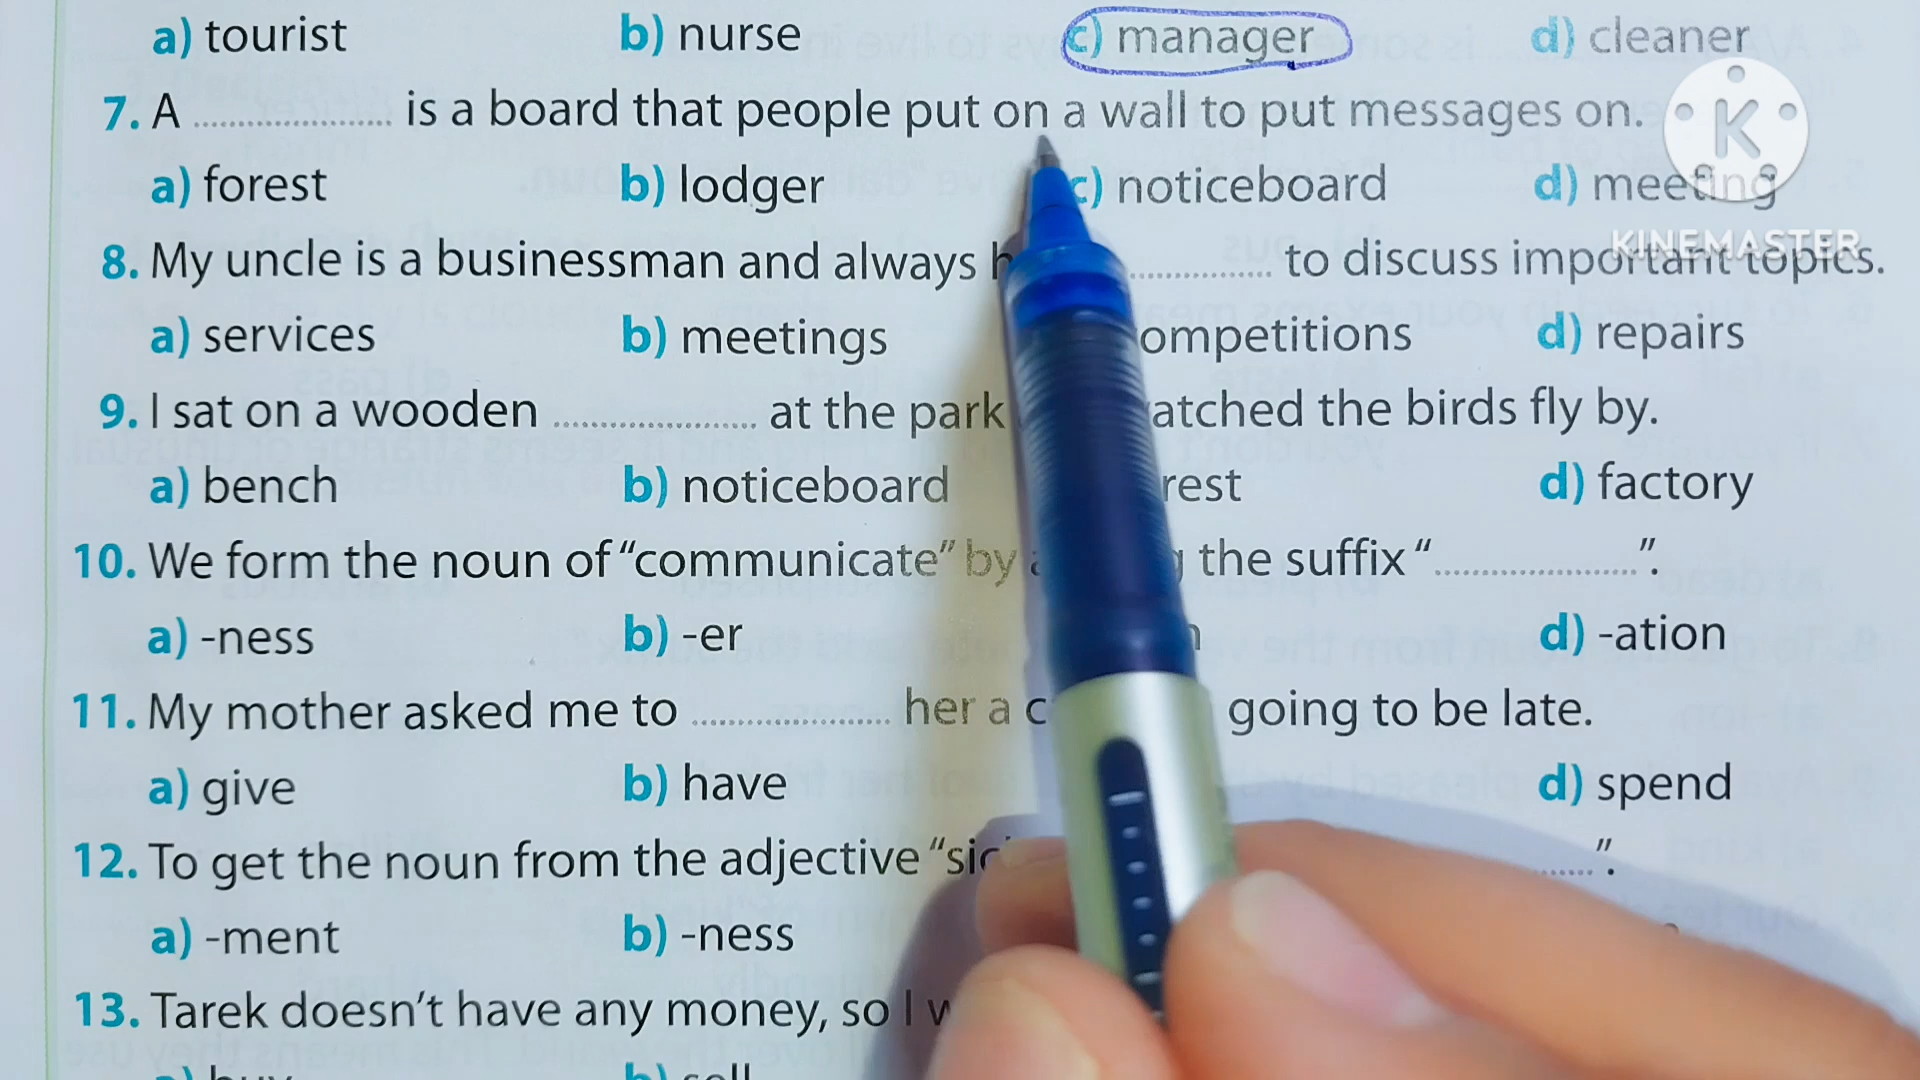 a) tourist b) nurse c) manager d) cleaner
7. A .................... is a board that people put on a wall to put messages on.
K
a) forest b) lodger c) noticeboard d) meeting
KINEMASTER
8. My uncle is a businessman and always .................... to discuss important topics.
a) services b) meetings d) repairs
9. I sat on a wooden .................... at the park the birds fly by.
a) bench b) noticeboard d) factory
10. We form the noun of “communicate” by the suffix “....................”.
a) -ness b) -er d) -ation
11. My mother asked me to .................... her a going to be late.
a) give b) have d) spend
12. To get the noun from the adjective “ ....................”.
a) -ment b) -ness
13. Tarek doesn’t have any money, so I
b) sell